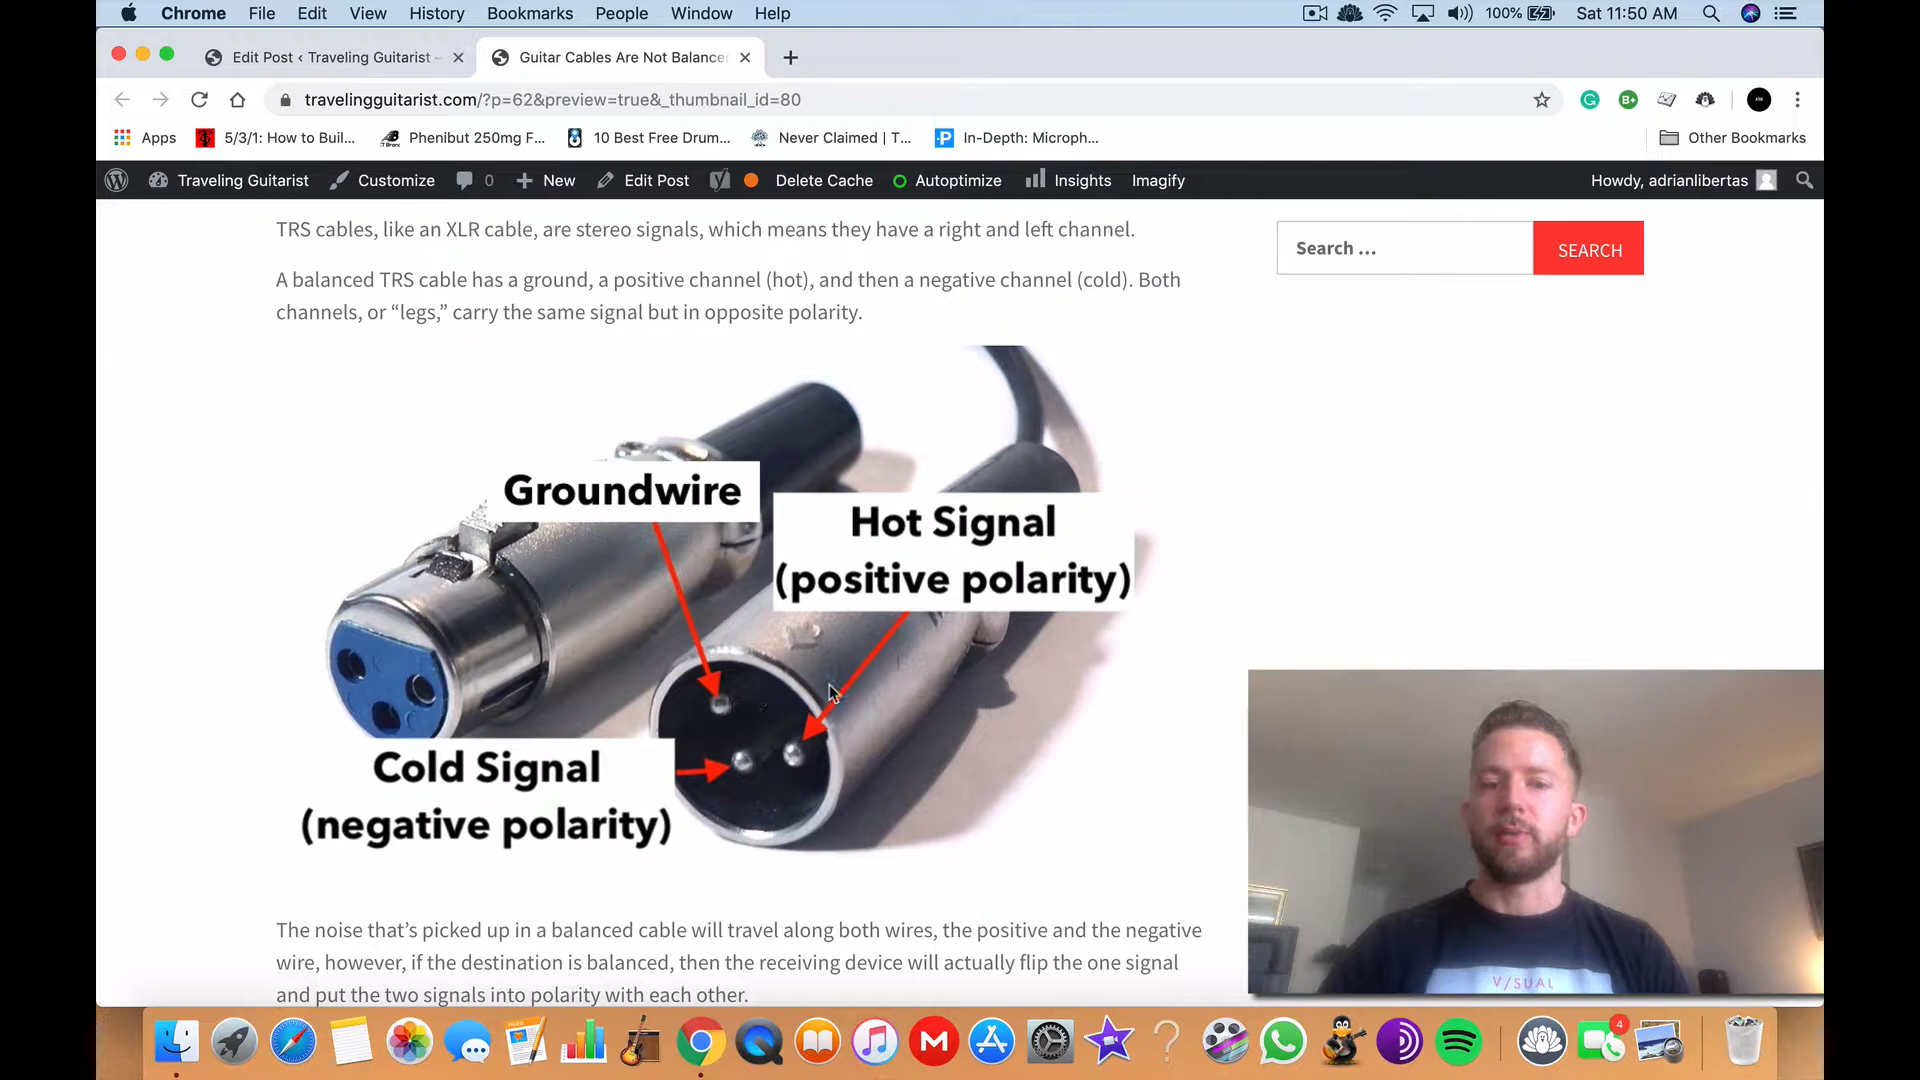 Chrome File Edit View History Bookmarks People Window Help 100% Sat 11:50 AM
Edit Post ‹ Traveling Guitarist - Guitar Cables Are Not Balance
travelingguitarist.com/?p=62&preview=true&_thumbnail_id=80
Apps 5/3/1: How to Buil... Phenibut 250mg F... 10 Best Free Drum... Never Claimed | T... In-Depth: Microph... Other Bookmarks
Traveling Guitarist Customize 0 New Edit Post Delete Cache Autoptimize Insights Imagify Howdy, adrianlibertas
TRS cables, like an XLR cable, are stereo signals, which means they have a right and left channel.
Search ... SEARCH
A balanced TRS cable has a ground, a positive channel (hot), and then a negative channel (cold). Both
channels, or “legs,” carry the same signal but in opposite polarity.
Groundwire
Hot Signal
(positive polarity)
Cold Signal
(negative polarity)
The noise that’s picked up in a balanced cable will travel along both wires, the positive and the negative
wire, however, if the destination is balanced, then the receiving device will actually flip the one signal
and put the two signals into polarity with each other.
V/SUAL
4